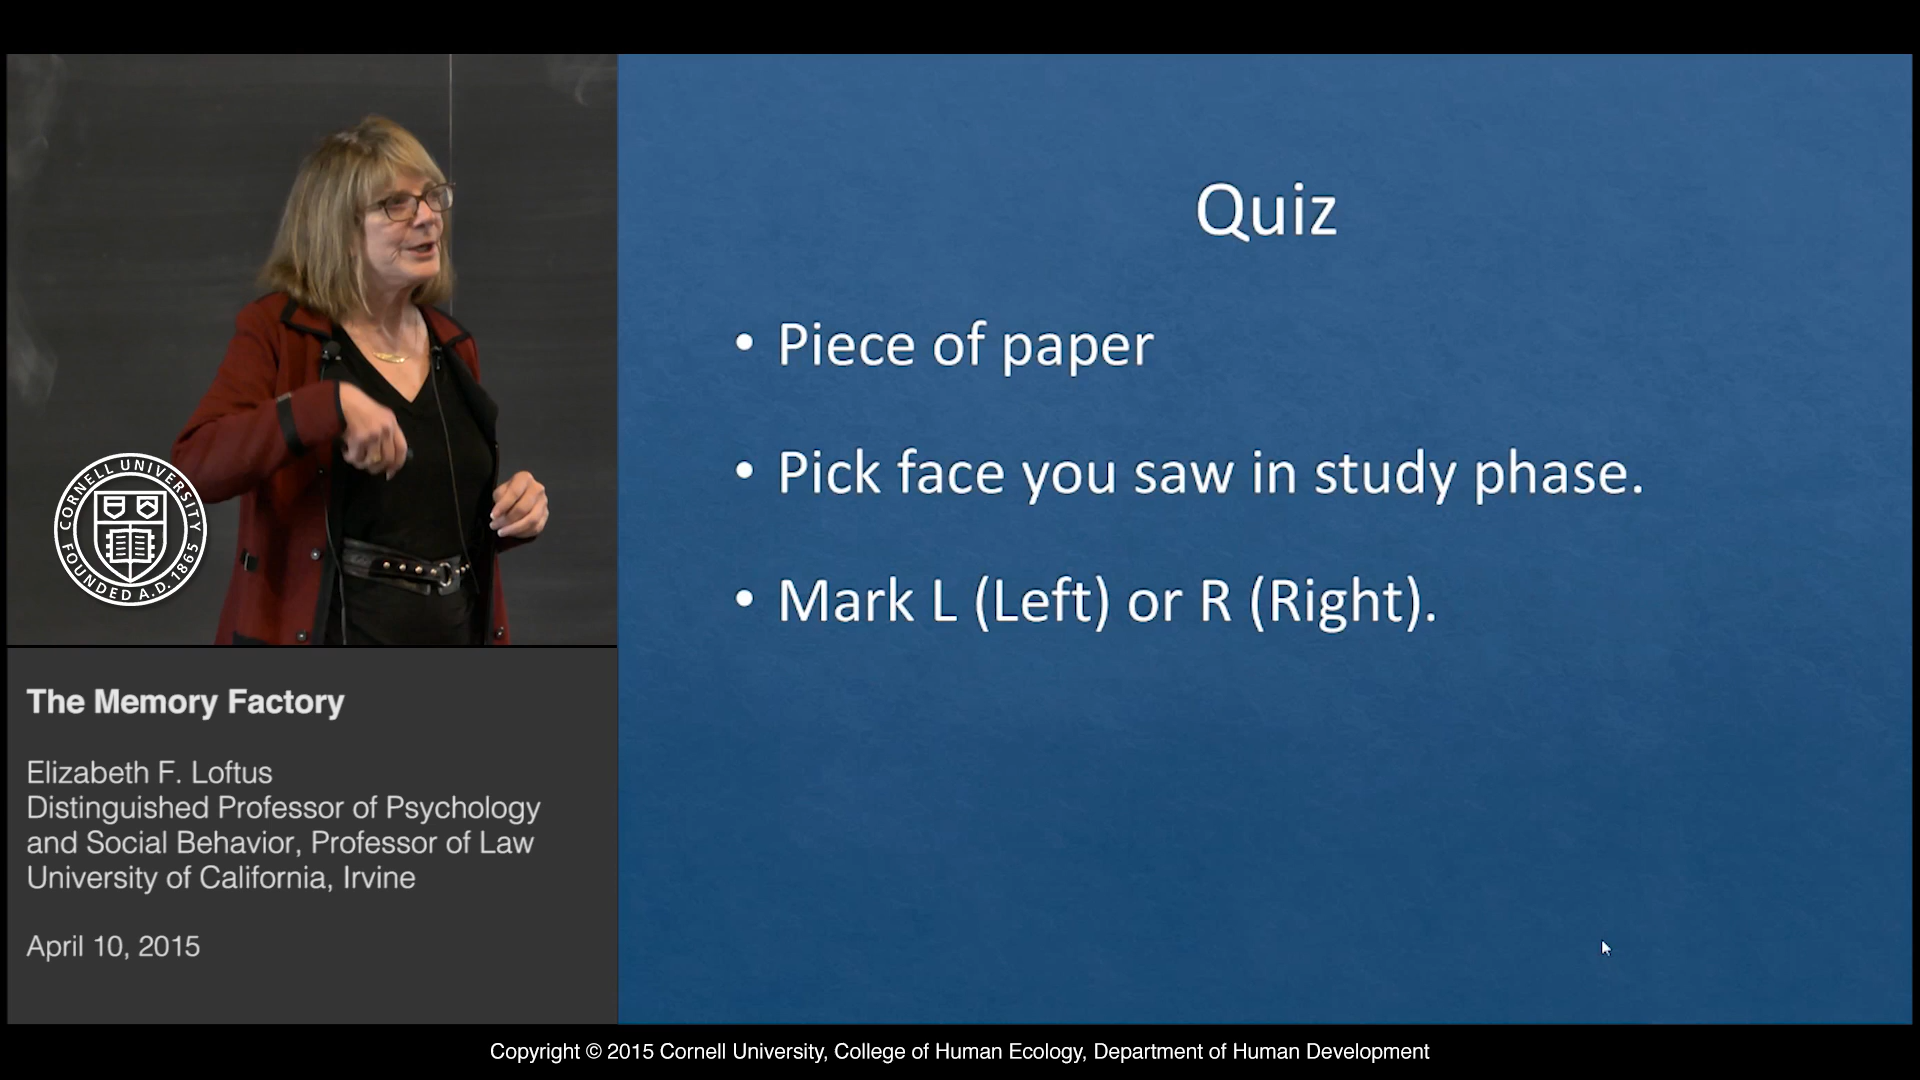 Quiz
• Piece of paper
• Pick face you saw in study phase.
• Mark L (Left) or R (Right).
CORNELL UNIVERSITY
FOUNDED A.D. 1865
The Memory Factory
Elizabeth F. Loftus
Distinguished Professor of Psychology
and Social Behavior, Professor of Law
University of California, Irvine
April 10, 2015
Copyright © 2015 Cornell University, College of Human Ecology, Department of Human Development